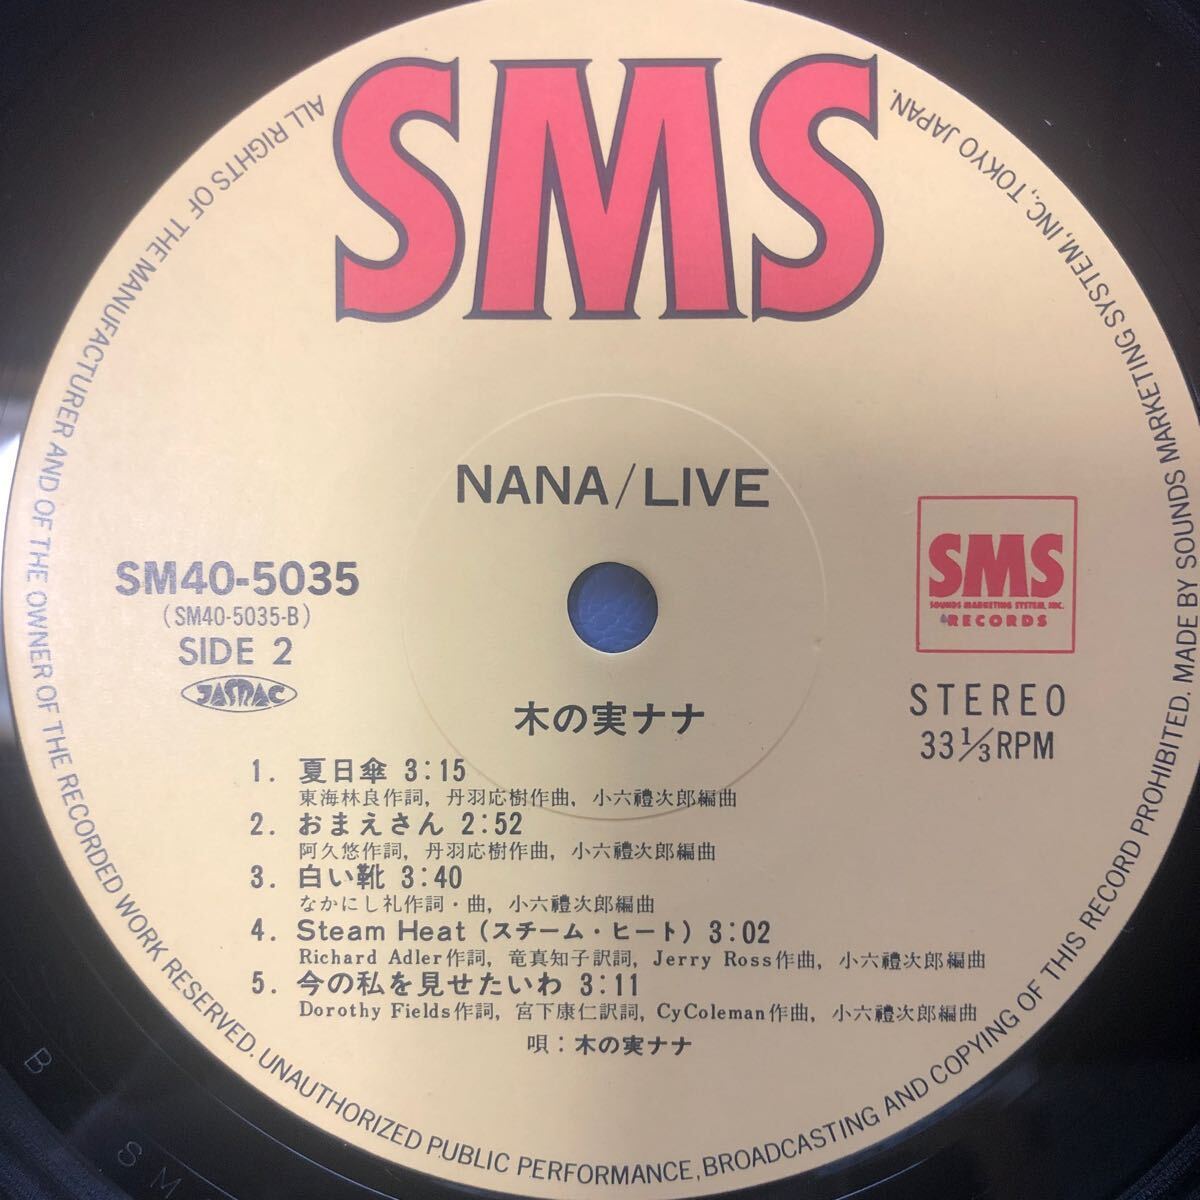 SMS
ALL RIGHTS OF THE MANUFACTURER AND OF THE OWNER OF THE RECORDED WORK RESERVED. UNAUTHORIZED PUBLIC PERFORMANCE, BROADCASTING AND COPYING OF THIS RECORD PROHIBITED. MADE BY SOUNDS MARKETING SYSTEM, INC., TOKYO JAPAN.
NANA/LIVE
SM40-5035
(SM40-5035-B)
SIDE 2
JASRAC
SMS
SOUNDS MARKETING SYSTEM, INC.
RECORDS
STEREO
33 1/3 RPM
木の実ナナ
1. 夏日傘 3:15
東海林良作詞, 丹羽応樹作曲, 小六禮次郎編曲
2. おまえさん 2:52
阿久悠作詞, 丹羽応樹作曲, 小六禮次郎編曲
3. 白い靴 3:40
なかにし礼作詞・曲, 小六禮次郎編曲
4. Steam Heat (スチーム・ヒート) 3:02
Richard Adler作詞, 竜真知子訳詞, Jerry Ross作曲, 小六禮次郎編曲
5. 今の私を見せたいわ 3:11
Dorothy Fields作詞, 宮下康仁訳詞, CyColeman作曲, 小六禮次郎編曲
唄：木の実ナナ
B SM